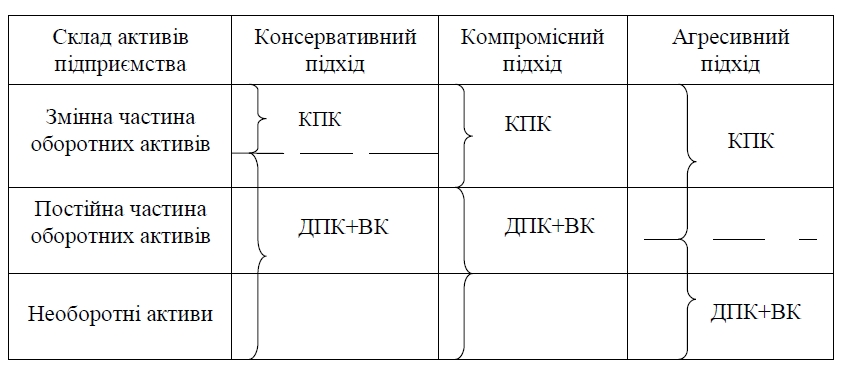 Склад активів
підприємства
Консервативний
підхід
Компромісний
підхід
Агресивний
підхід
Змінна частина
оборотних активів
КПК
КПК
КПК
Постійна частина
оборотних активів
ДПК+ВК
ДПК+ВК
Необоротні активи
ДПК+ВК